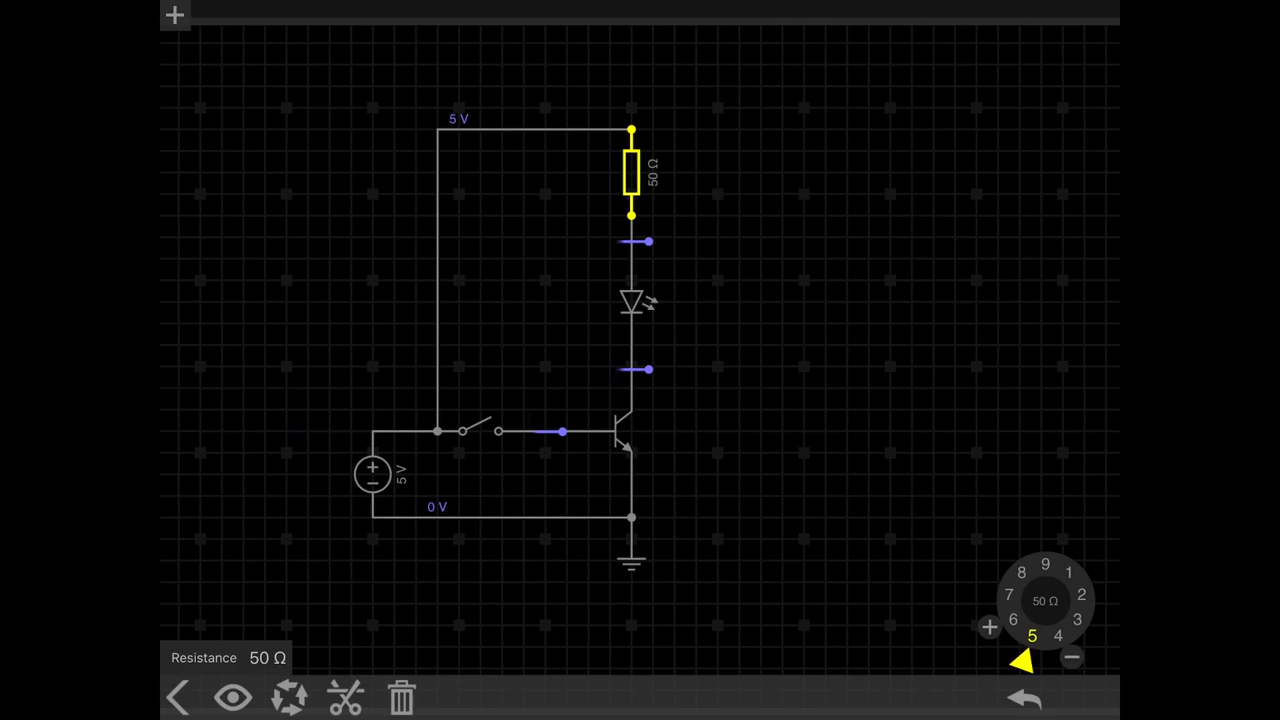 5 V
50 Ω
5 V
0 V
9
8 1
7 50 Ω 2
6 3
5 4
Resistance 50 Ω